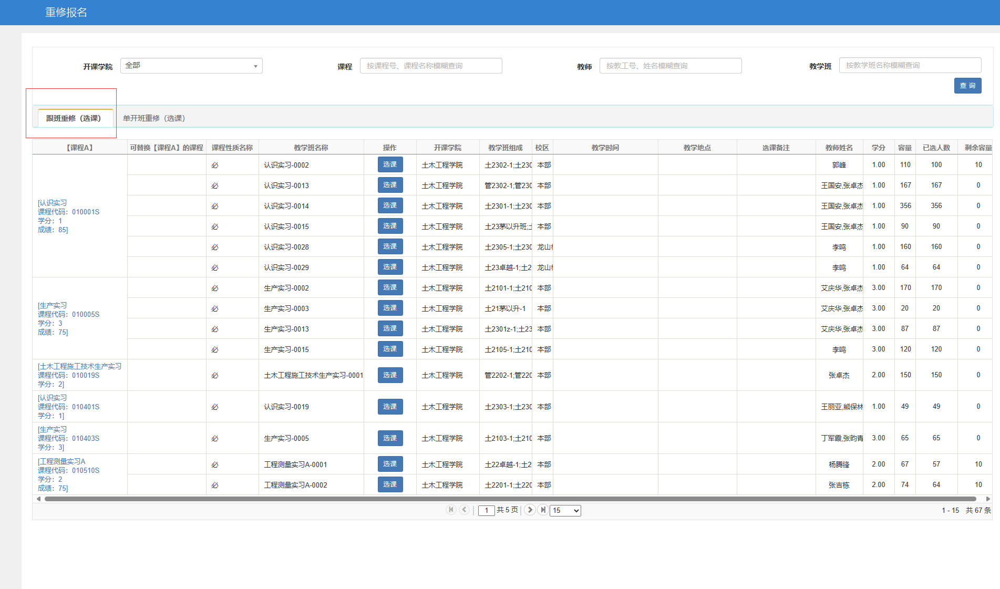 重修报名
开课学院 全部 课程 按课程号、课程名称模糊查询 教师 按教工号、姓名模糊查询 教学班 按教学班名称模糊查询
查 询
跟班重修（选课） 单开班重修（选课）
【课程A】 可替换【课程A】的课程 课程性质名称 教学班名称 操作 开课学院 教学班组成 校区 教学时间 教学地点 选课备注 教师姓名 学分 容量 已选人数 剩余容量
[认识实习
课程代码：010001S
学分：1
成绩：85]
必 认识实习-0002 选课 土木工程学院 土2302-1;土230 本部 郭峰 1.00 110 100 10
必 认识实习-0013 选课 土木工程学院 管2302-1;管230 本部 王国安,张卓杰 1.00 167 167 0
必 认识实习-0014 选课 土木工程学院 土2301-1;土230 本部 王国安,张卓杰 1.00 356 356 0
必 认识实习-0015 选课 土木工程学院 土23茅以升班;土 本部 王国安,张卓杰 1.00 90 90 0
必 认识实习-0028 选课 土木工程学院 土2305-1;土230 龙山 李鸣 1.00 160 160 0
必 认识实习-0029 选课 土木工程学院 土23卓越-1;土2 龙山 李鸣 1.00 64 64 0
[生产实习
课程代码：010005S
学分：3
成绩：75]
必 生产实习-0002 选课 土木工程学院 土2101-1;土210 本部 艾庆华,张卓杰 3.00 170 170 0
必 生产实习-0003 选课 土木工程学院 土21茅以升-1 本部 艾庆华,张卓杰 3.00 20 20 0
必 生产实习-0013 选课 土木工程学院 土2301z-1;土23 本部 艾庆华,张卓杰 3.00 87 87 0
必 生产实习-0015 选课 土木工程学院 土2105-1;土210 本部 李鸣 3.00 120 120 0
[土木工程施工技术生产实习
课程代码：010019S
学分：2]
必 土木工程施工技术生产实习-0001 选课 土木工程学院 管2202-1;管220 本部 张卓杰 2.00 150 150 0
[认识实习
课程代码：010401S
学分：1]
必 认识实习-0019 选课 土木工程学院 土2303-1;土230 本部 王丽亚,熊保林 1.00 49 49 0
[生产实习
课程代码：010403S
学分：3]
必 生产实习-0005 选课 土木工程学院 土2103-1;土210 本部 丁军霞,张昀青 3.00 65 65 0
[工程测量实习A
课程代码：010510S
学分：2
成绩：75]
必 工程测量实习A-0001 选课 土木工程学院 土22卓越-1;土2 本部 杨腾锋 2.00 67 57 10
必 工程测量实习A-0002 选课 土木工程学院 土2201-1;土220 本部 张吉栋 2.00 74 64 10
1 共 5 页 15 1 - 15 共 67 条